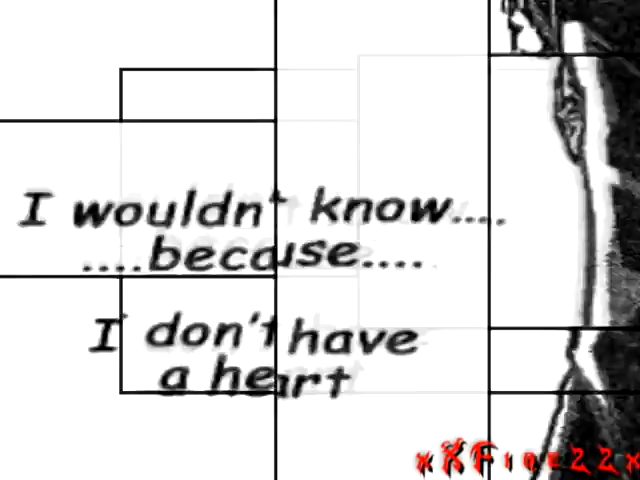 I wouldn't know....
....because....
I don't have
a heart